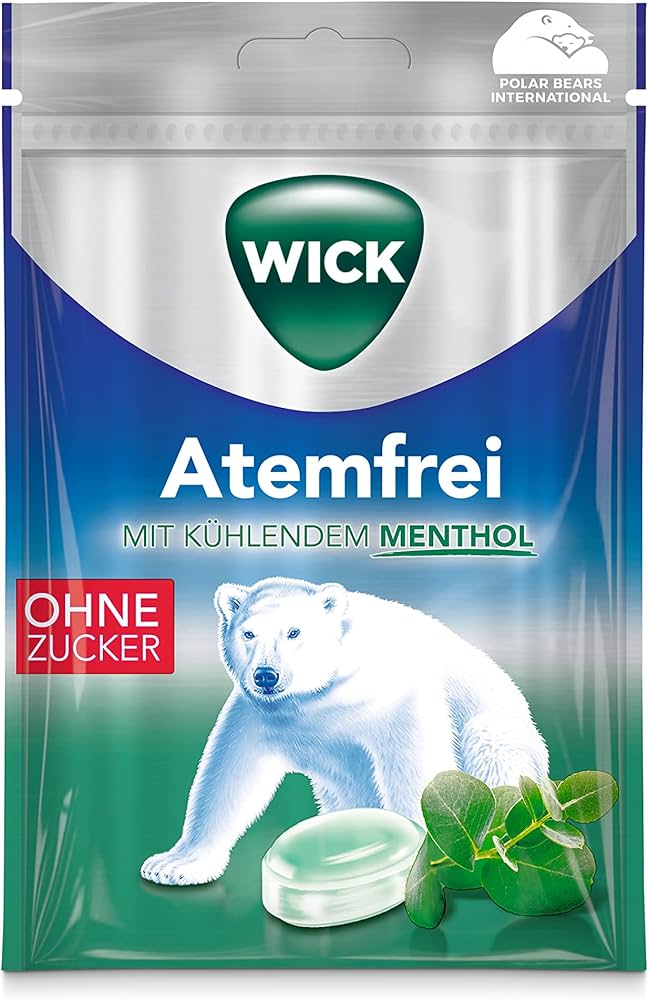 POLAR BEARS
INTERNATIONAL
WICK
Atemfrei
MIT KÜHLENDEM MENTHOL
OHNE
ZUCKER